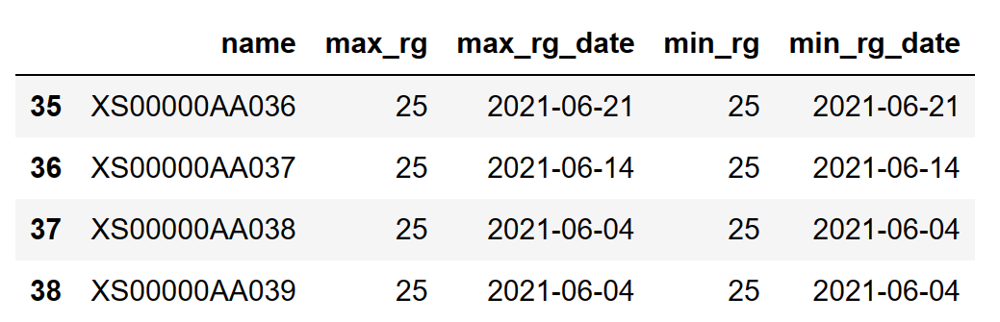 name max_rg max_rg_date min_rg min_rg_date
35 XS00000AA036 25 2021-06-21 25 2021-06-21
36 XS00000AA037 25 2021-06-14 25 2021-06-14
37 XS00000AA038 25 2021-06-04 25 2021-06-04
38 XS00000AA039 25 2021-06-04 25 2021-06-04